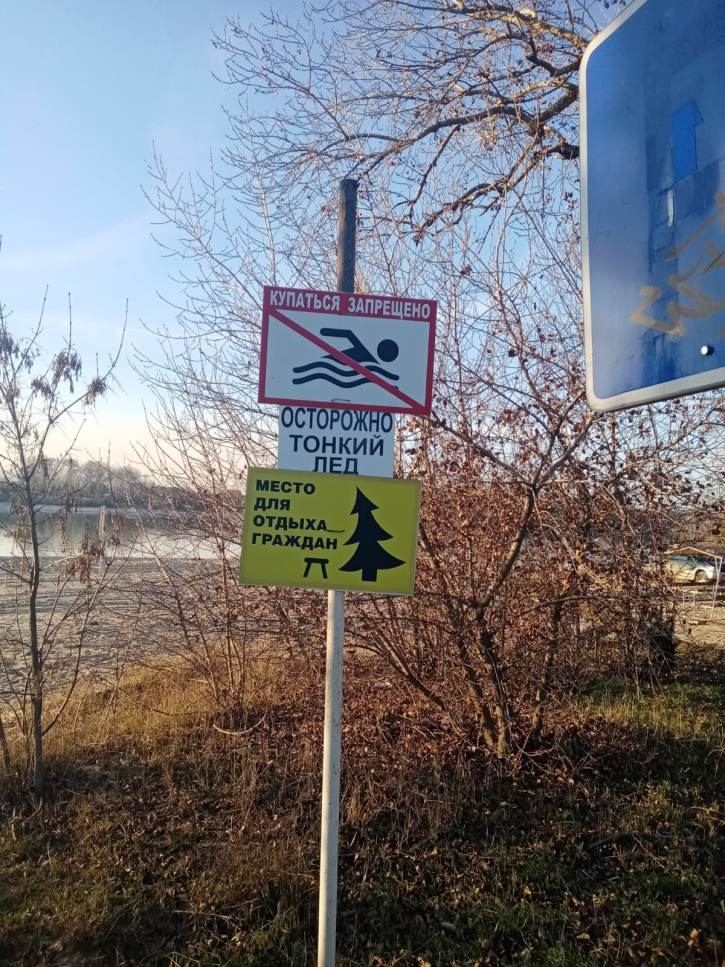 КУПАТЬСЯ ЗАПРЕЩЕНО
ОСТОРОЖНО
ТОНКИЙ
ЛЕД
МЕСТО
ДЛЯ
ОТДЫХА
ГРАЖДАН